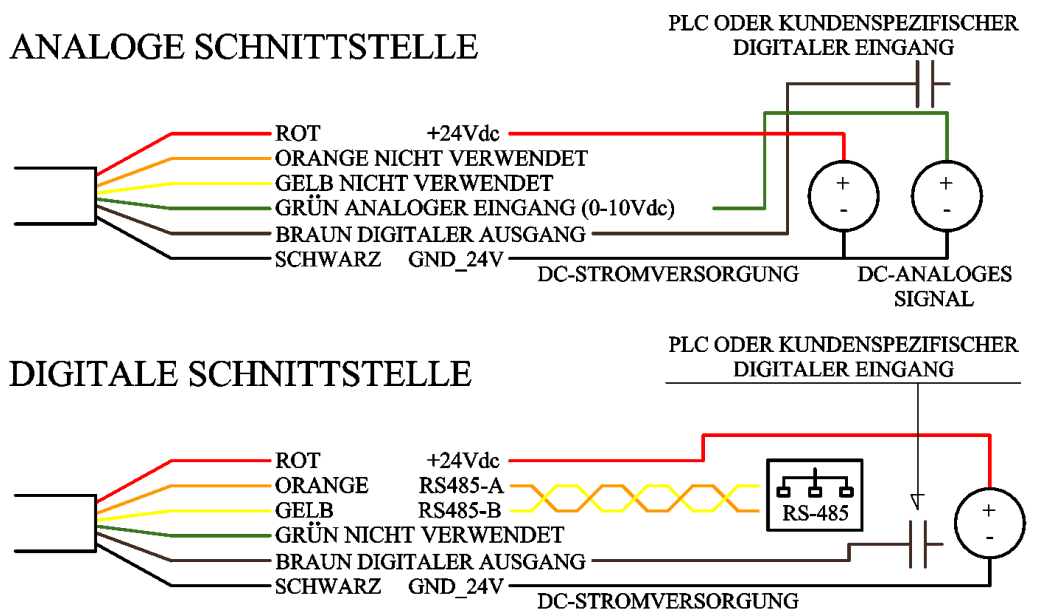 PLC ODER KUNDENSPEZIFISCHER
DIGITALER EINGANG
ANALOGE SCHNITTSTELLE
ROT +24Vdc
ORANGE NICHT VERWENDET
GELB NICHT VERWENDET
GRÜN ANALOGER EINGANG (0-10Vdc)
BRAUN DIGITALER AUSGANG
SCHWARZ GND_24V
+
-
+
-
DC-STROMVERSORGUNG
DC-ANALOGES
SIGNAL
PLC ODER KUNDENSPEZIFISCHER
DIGITALER EINGANG
DIGITALE SCHNITTSTELLE
ROT +24Vdc
ORANGE RS485-A
GELB RS485-B
GRÜN NICHT VERWENDET
BRAUN DIGITALER AUSGANG
SCHWARZ GND_24V
RS-485
+
-
DC-STROMVERSORGUNG